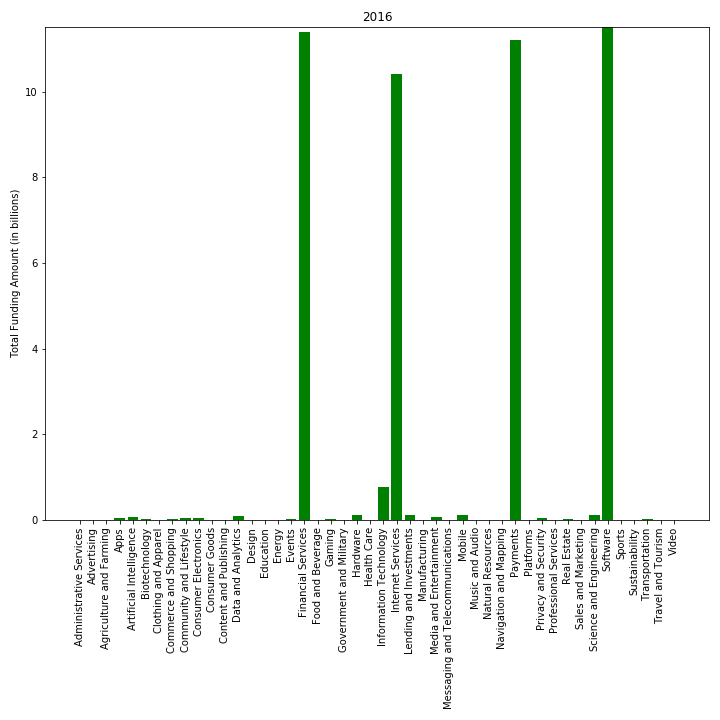 2016
Total Funding Amount (in billions)
10
8
6
4
2
0
Administrative Services
Advertising
Agriculture and Farming
Apps
Artificial Intelligence
Biotechnology
Clothing and Apparel
Commerce and Shopping
Community and Lifestyle
Consumer Electronics
Consumer Goods
Content and Publishing
Data and Analytics
Design
Education
Energy
Events
Financial Services
Food and Beverage
Gaming
Government and Military
Hardware
Health Care
Information Technology
Internet Services
Lending and Investments
Manufacturing
Media and Entertainment
Messaging and Telecommunications
Mobile
Music and Audio
Natural Resources
Navigation and Mapping
Payments
Platforms
Privacy and Security
Professional Services
Real Estate
Sales and Marketing
Science and Engineering
Software
Sports
Sustainability
Transportation
Travel and Tourism
Video